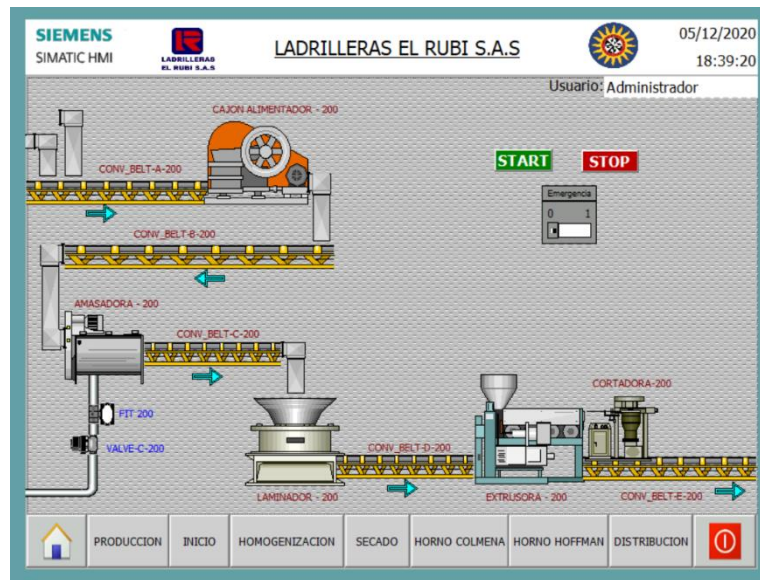 SIEMENS
SIMATIC HMI
LADRILLERAS
EL RUBI S.A.S
LADRILLERAS EL RUBI S.A.S
05/12/2020
18:39:20
Usuario: Administrador
CAJON ALIMENTADOR - 200
CONV_BELT-A-200
START
STOP
Emergencia
0 1
CONV_BELT-B-200
AMASADORA - 200
CONV_BELT-C-200
FIT 200
VALVE-C-200
CORTADORA-200
CONV_BELT-D-200
LAMINADOR - 200
EXTRUSORA - 200
CONV_BELT-E-200
PRODUCCION
INICIO
HOMOGENIZACION
SECADO
HORNO COLMENA
HORNO HOFFMAN
DISTRIBUCION